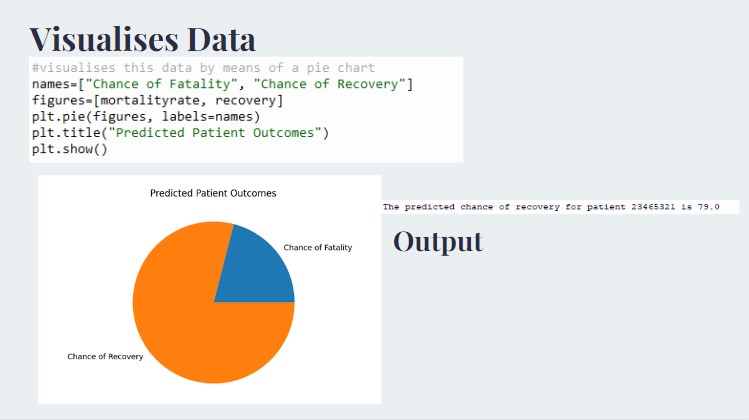 Visualises Data
#visualises this data by means of a pie chart
names=["Chance of Fatality", "Chance of Recovery"]
figures=[mortalityrate, recovery]
plt.pie(figures, labels=names)
plt.title("Predicted Patient Outcomes")
plt.show()
Predicted Patient Outcomes
Chance of Fatality
Chance of Recovery
The predicted chance of recovery for patient 23465321 is 79.0
Output